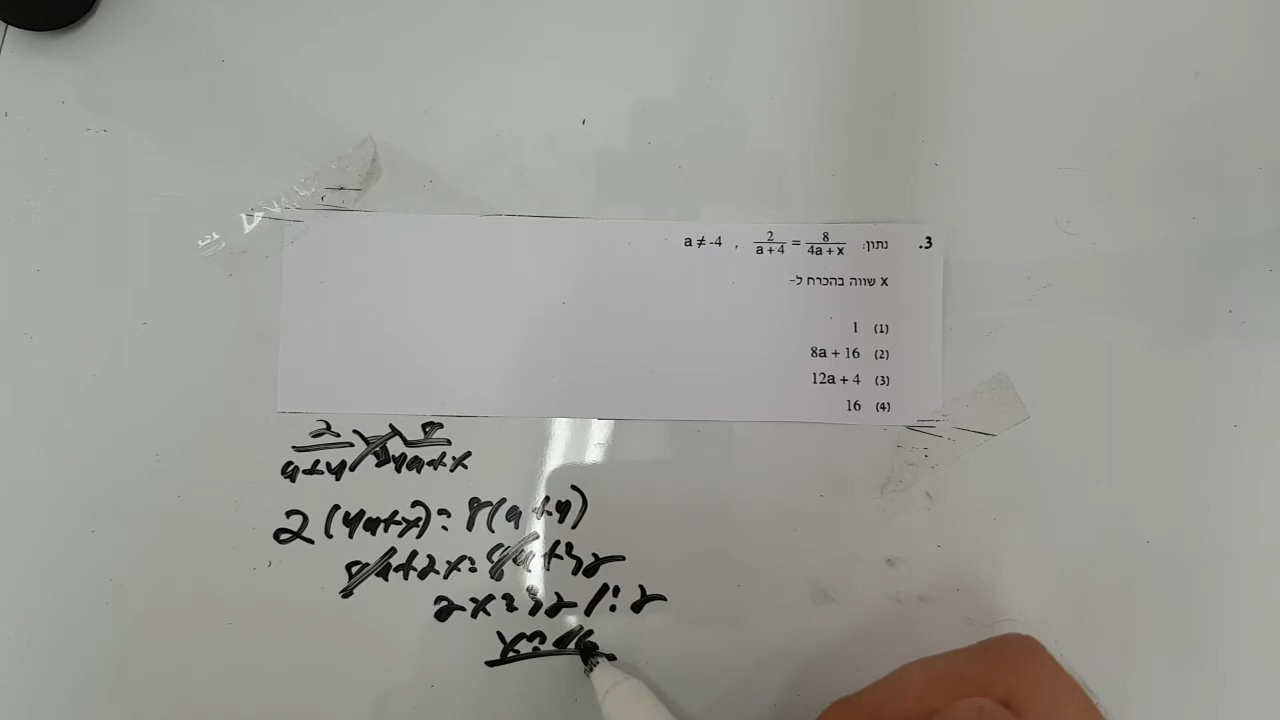 3. נתון: 2/(a+4) = 8/(4a+x) , a ≠ -4
x שווה בהכרח ל-
(1) 1
(2) 8a + 16
(3) 12a + 4
(4) 16
2/(a+4) 8/(4a+x)
2(4a+x)=8(a+4)
8a+2x=8a+32
2x=32 /:2
x=16